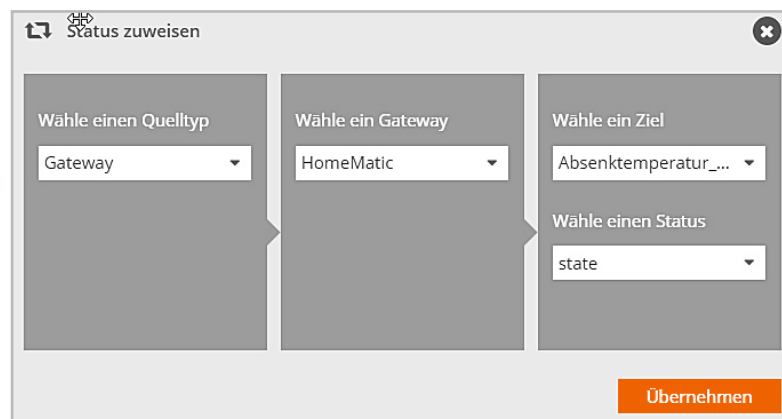 Status zuweisen
Wähle einen Quelltyp
Gateway
Wähle ein Gateway
HomeMatic
Wähle ein Ziel
Absenktemperatur_...
Wähle einen Status
state
Übernehmen